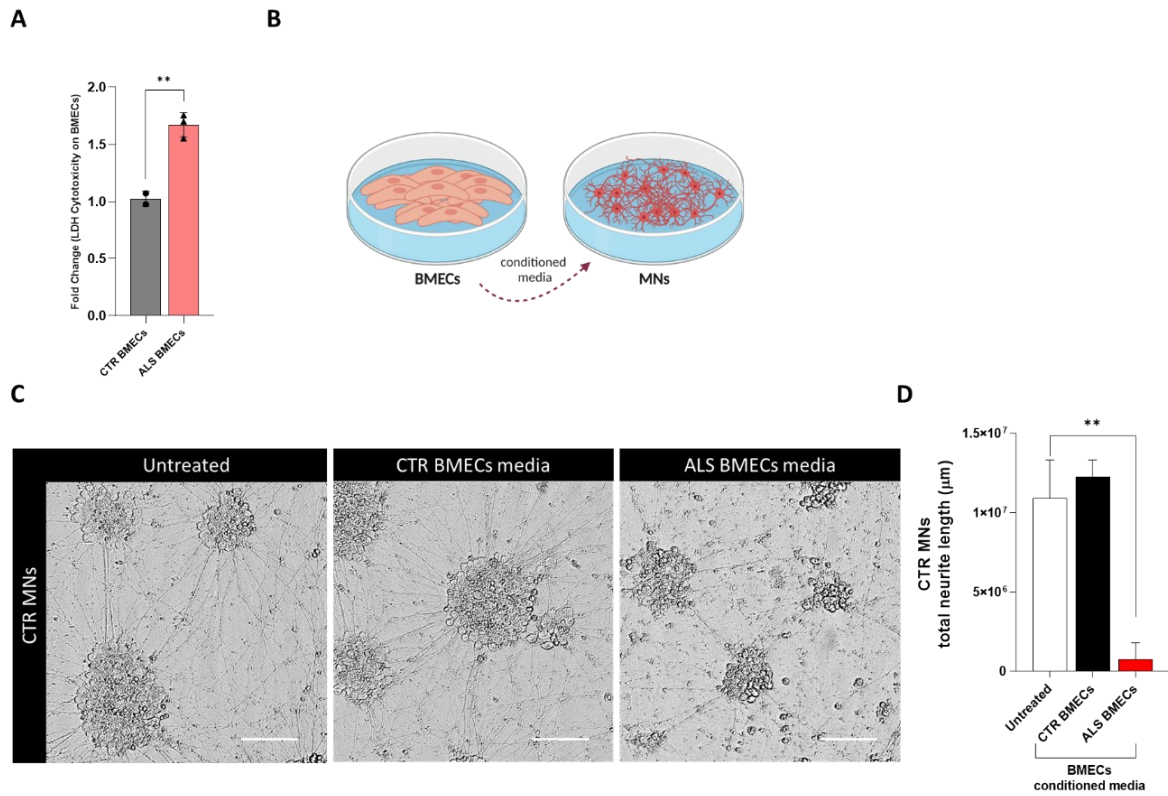 A
B
**
2.0
1.5
1.0
0.5
0.0
Fold Change (LDH Cytotoxicity on BMECs)
CTR BMECs
ALS BMECs
BMECs
conditioned
media
MNs
C
D
Untreated
CTR BMECs media
ALS BMECs media
CTR MNs
**
1.5×10⁷
1×10⁷
5×10⁶
0
CTR MNs
total neurite length (μm)
Untreated
CTR BMECs
ALS BMECs
BMECs
conditioned media